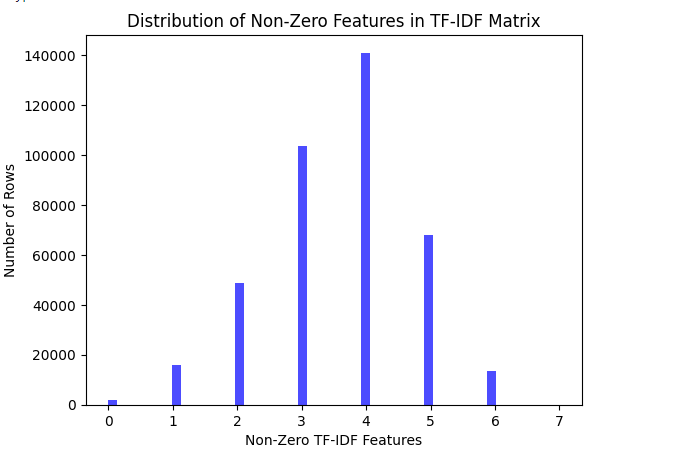 Distribution of Non-Zero Features in TF-IDF Matrix
140000
120000
100000
80000
60000
40000
20000
0
Number of Rows
0 1 2 3 4 5 6 7
Non-Zero TF-IDF Features